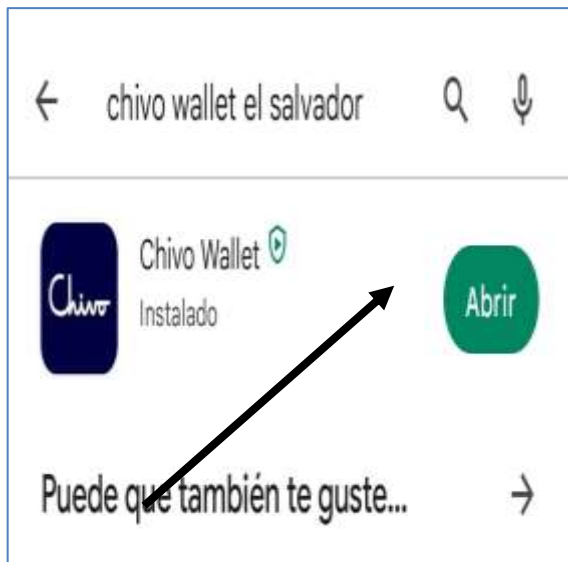 chivo wallet el salvador
Chivo
Chivo Wallet
Instalado
Abrir
Puede que también te guste...